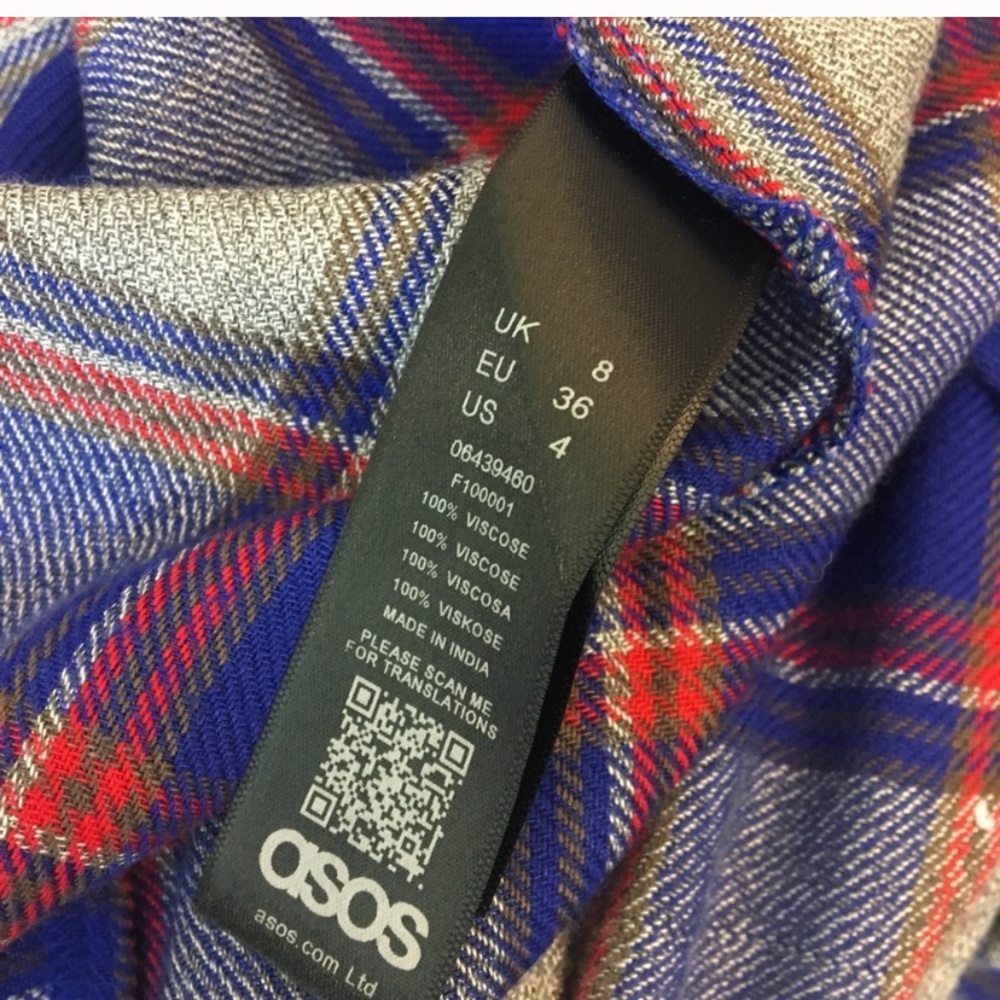 UK 8
EU 36
US 4
06439460
F100001
100% VISCOSE
100% VISCOSE
100% VISCOSA
100% VISKOSE
MADE IN INDIA
PLEASE SCAN ME
FOR TRANSLATIONS
asos
asos.com Ltd